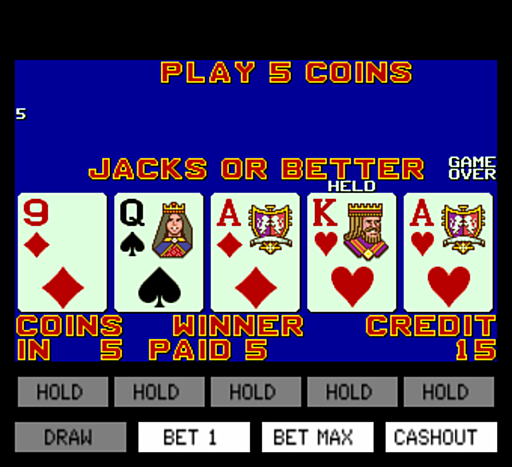 PLAY 5 COINS
5
JACKS OR BETTER
GAME
OVER
HELD
9 Q A K A
COINS WINNER CREDIT
IN 5 PAID 5 15
HOLD HOLD HOLD HOLD HOLD
DRAW BET 1 BET MAX CASHOUT